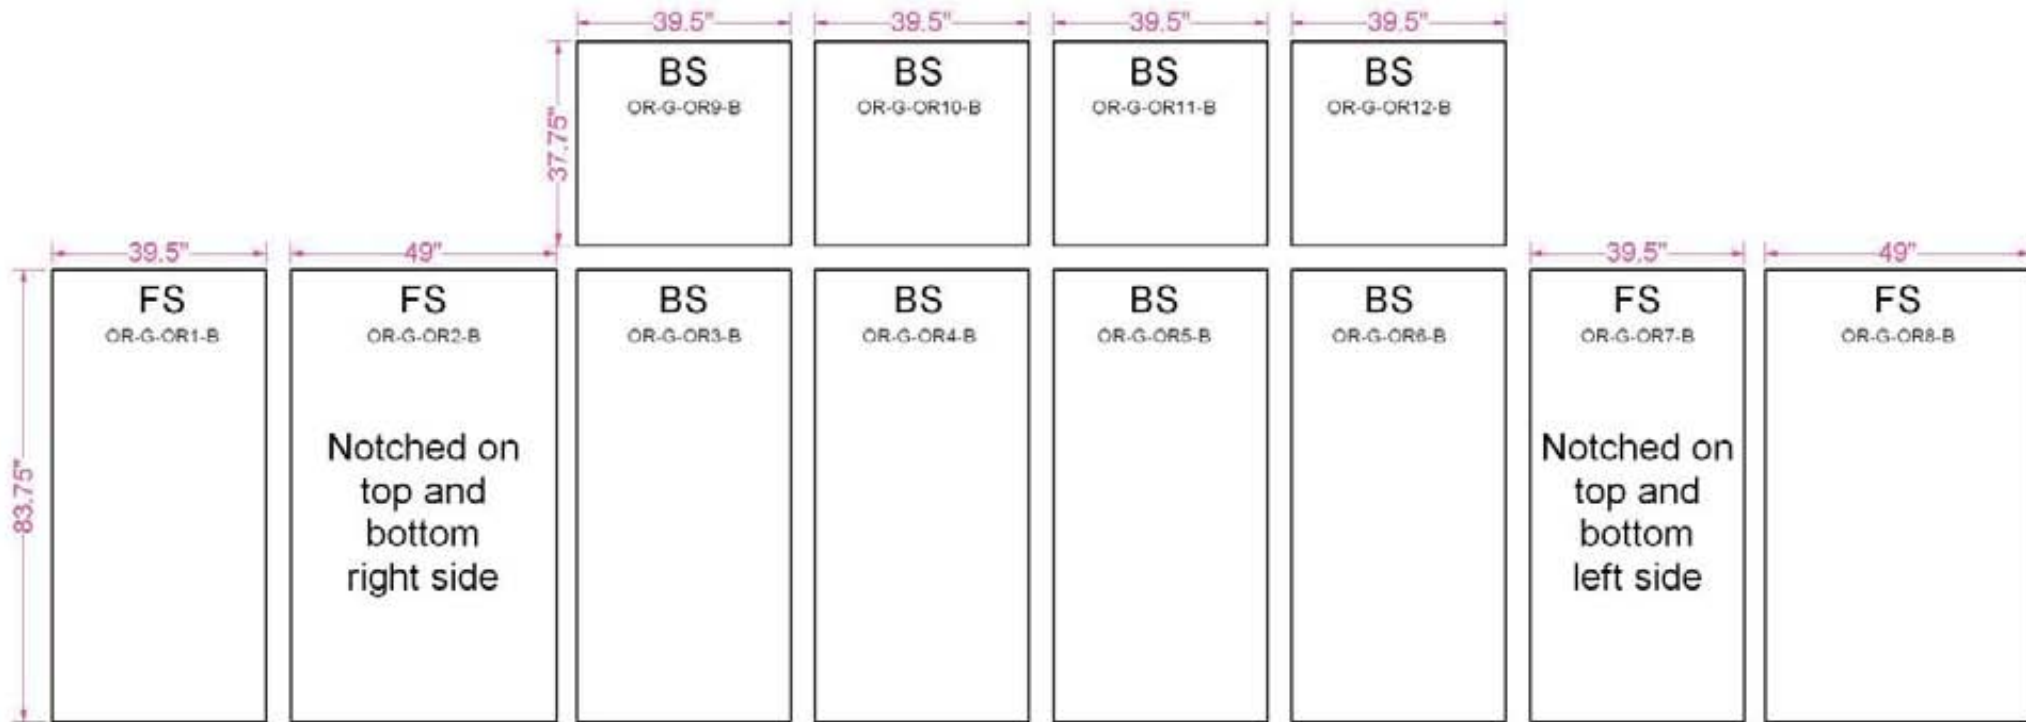 39.5"
39.5"
39.5"
39.5"
37.75"
BS
OR-G-OR9-B
BS
OR-G-OR10-B
BS
OR-G-OR11-B
BS
OR-G-OR12-B
39.5"
49"
39.5"
49"
83.75"
FS
OR-G-OR1-B
FS
OR-G-OR2-B
Notched on
top and
bottom
right side
BS
OR-G-OR3-B
BS
OR-G-OR4-B
BS
OR-G-OR5-B
BS
OR-G-OR6-B
FS
OR-G-OR7-B
Notched on
top and
bottom
left side
FS
OR-G-OR8-B